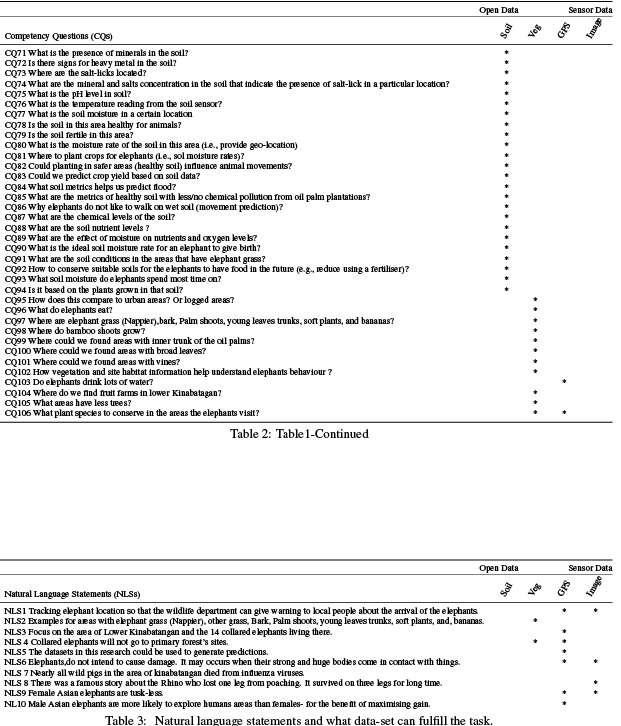 Open Data Sensor Data
Competency Questions (CQs) Soil Veg GPS Image
CQ71 What is the presence of minerals in the soil? *
CQ72 Is there signs for heavy metal in the soil? *
CQ73 Where are the salt-licks located? *
CQ74 What are the mineral and salts concentration in the soil that indicate the presence of salt-lick in a particular location? *
CQ75 What is the pH level in soil? *
CQ76 What is the temperature reading from the soil sensor? *
CQ77 What is the soil moisture in a certain location *
CQ78 Is the soil in this area healthy for animals? *
CQ79 Is the soil fertile in this area? *
CQ80 What is the moisture rate of the soil in this area (i.e., provide geo-location) *
CQ81 Where to plant crops for elephants (i.e., sol moisture rates)? *
CQ82 Could planting in safer areas (healthy soil) influence animal movements? *
CQ83 Could we predict crop yield based on soil data? *
CQ84 What soil metrics helps us predict flood? *
CQ85 What are the metrics of healthy soil with less/no chemical pollution from oil palm plantations? *
CQ86 Why elephants do not like to walk on wet soil (movement prediction)? *
CQ87 What are the chemical levels of the soil? *
CQ88 What are the soil nutrient levels ? *
CQ89 What are the effect of moisture on nutrients and oxygen levels? *
CQ90 What is the ideal soil moisture rate for an elephant to give birth? *
CQ91 What are the soil conditions in the areas that have elephant grass? *
CQ92 How to conserve suitable soils for the elephants to have food in the future (e.g., reduce using a fertiliser)? *
CQ93 What soil moisture do elephants spend most time on? *
CQ94 Is it based on the plants grown in that soil? *
CQ95 How does this compare to urban areas? Or logged areas? *
CQ96 What do elephants eat? *
CQ97 Where are elephant grass (Nappier),bark, Palm shoots, young leaves trunks, soft plants, and bananas? *
CQ98 Where do bamboo shoots grow? *
CQ99 Where could we found areas with inner trunk of the oil palms? *
CQ100 Where could we found areas with broad leaves? *
CQ101 Where could we found areas with vines? *
CQ102 How vegetation and site habitat information help understand elephants behaviour ? *
CQ103 Do elephants drink lots of water? *
CQ104 Where do we find fruit farms in lower Kinabatagan? *
CQ105 What areas have less trees? *
CQ106 What plant species to conserve in the areas the elephants visit? * *
Table 2: Table1-Continued
Open Data Sensor Data
Natural Language Statements (NLSs) Soil Veg GPS Image
NLS1 Tracking elephant location so that the wildlife department can give warning to local people about the arrival of the elephants. * *
NLS2 Examples for areas with elephant grass (Nappier), other grass, Bark, Palm shoots, young leaves trunks, soft plants, and, bananas. *
NLS3 Focus on the area of Lower Kinabatangan and the 14 collared elephants living there. *
NLS 4 Collared elephants will not go to primary forest's sites. * *
NLS5 The datasets in this research could be used to generate predictions. *
NLS6 Elephants,do not intend to cause damage. It may occurs when their strong and huge bodies come in contact with things. * *
NLS 7 Nearly all wild pigs in the area of kinabatangan died from influenza viruses.
NLS 8 There was a famous story about the Rhino who lost one leg from poaching. It survived on three legs for long time. *
NLS9 Female Asian elephants are tusk-less. * *
NL10 Male Asian elephants are more likely to explore humans areas than females- for the benefit of maximising gain. *
Table 3: Natural language statements and what data-set can fulfill the task.